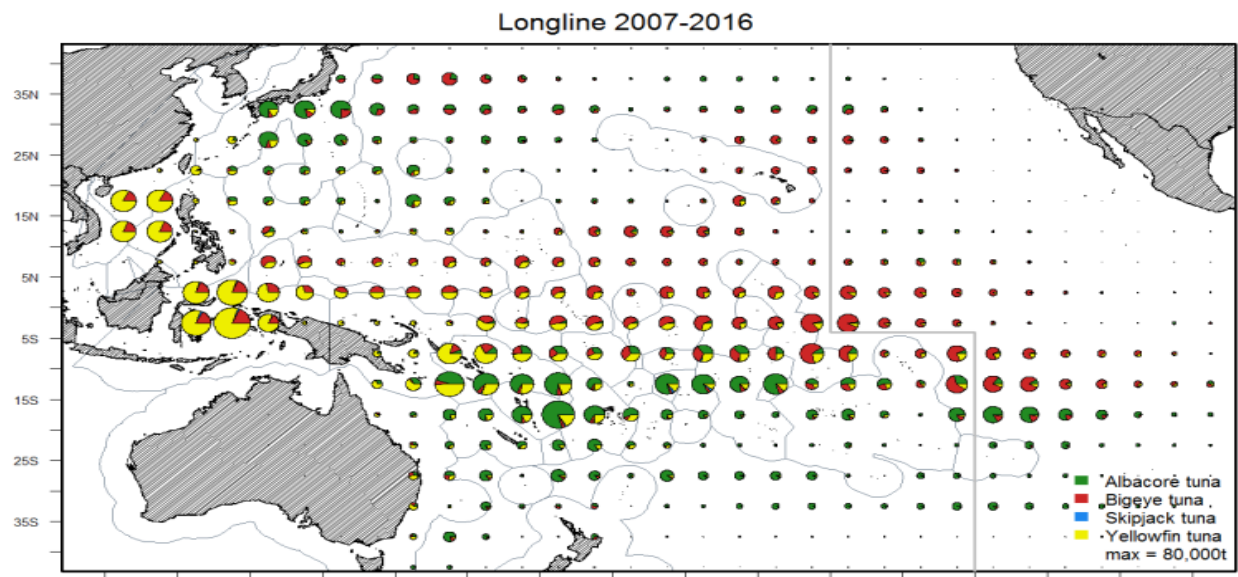 Longline 2007-2016
35N
25N
15N
5N
5S
15S
25S
35S
Albacore tuna
Bigeye tuna
Skipjack tuna
Yellowfin tuna
max = 80,000t